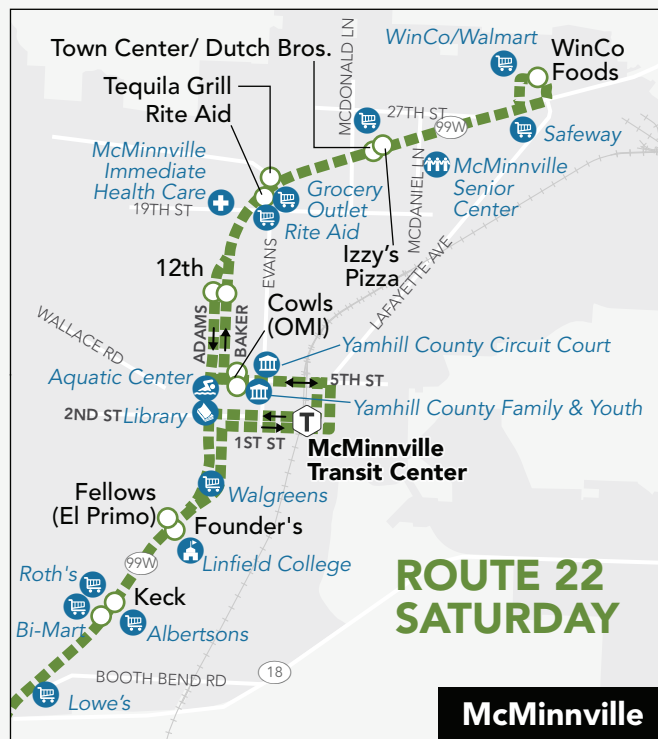 Town Center/ Dutch Bros.
MCDONALD LN
WinCo/Walmart
WinCo
Foods
Tequila Grill
Rite Aid
27TH ST
99W
Safeway
McMinnville
Immediate
Health Care
19TH ST
Grocery
Outlet
Rite Aid
MCDANIEL LN
McMinnville
Senior
Center
EVANS
Izzy's
Pizza
LAFAYETTE AVE
12th
ADAMS
BAKER
Cowls
(OMI)
WALLACE RD
Yamhill County Circuit Court
Aquatic Center
5TH ST
2ND ST
Library
Yamhill County Family & Youth
1ST ST
T
McMinnville
Transit Center
Walgreens
Fellows
(El Primo)
Founder's
99W
Linfield College
Roth's
Keck
Bi-Mart
Albertsons
ROUTE 22
SATURDAY
BOOTH BEND RD
18
Lowe's
McMinnville